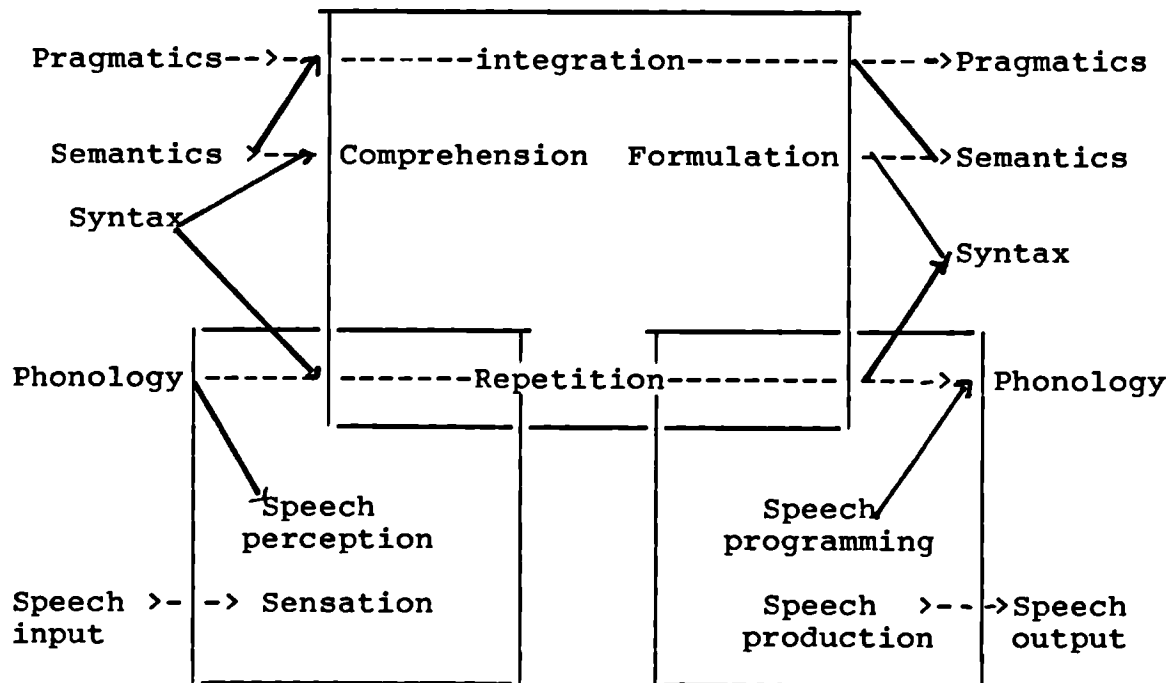 Pragmatics-->- ------integration------- -->Pragmatics
Semantics >-- Comprehension Formulation -->Semantics
Syntax
Syntax
Phonology ---- ------Repetition------- --> Phonology
Speech perception
Speech programming
Speech input >- -> Sensation
Speech production >-- ->Speech output